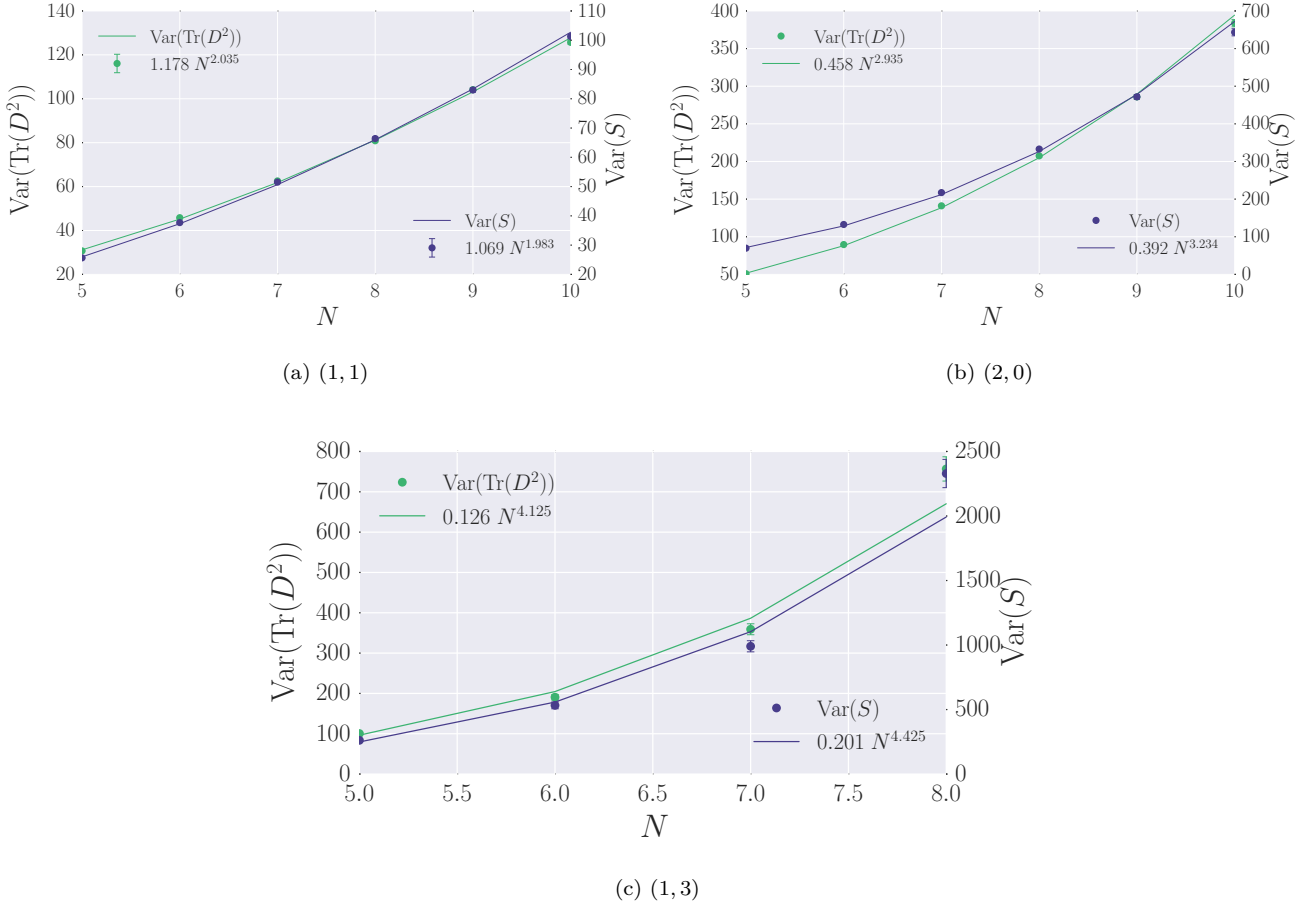 140
120
100
80
60
40
20
Var(Tr(D²))
110
100
90
80
70
60
50
40
30
20
Var(S)
Var(Tr(D²))
1.178 N^2.035
Var(S)
1.069 N^1.983
5 6 7 8 9 10
N
(a) (1, 1)
400
350
300
250
200
150
100
50
Var(Tr(D²))
700
600
500
400
300
200
100
0
Var(S)
Var(Tr(D²))
0.458 N^2.935
Var(S)
0.392 N^3.234
5 6 7 8 9 10
N
(b) (2, 0)
800
700
600
500
400
300
200
100
0
Var(Tr(D²))
2500
2000
1500
1000
500
0
Var(S)
Var(Tr(D²))
0.126 N^4.125
Var(S)
0.201 N^4.425
5.0 5.5 6.0 6.5 7.0 7.5 8.0
N
(c) (1, 3)